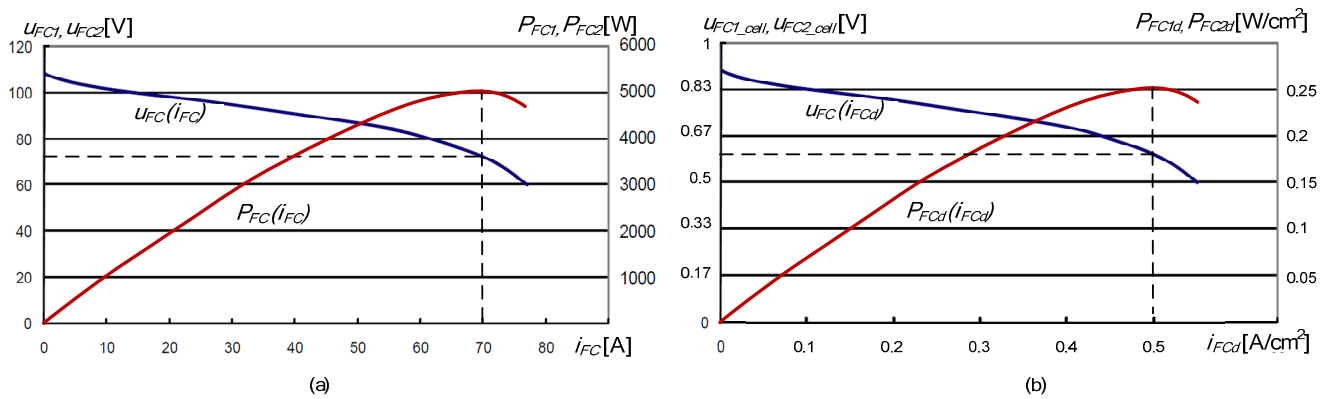 uFC1, uFC2 [V]
PFC1, PFC2 [W]
120
100
80
60
40
20
0
6000
5000
4000
3000
2000
1000
uFC(iFC)
PFC(iFC)
0 10 20 30 40 50 60 70 80 iFC [A]
(a)
uFC1_cell, uFC2_cell [V]
PFC1d, PFC2d [W/cm²]
1
0.83
0.67
0.5
0.33
0.17
0
0.25
0.2
0.15
0.1
0.05
uFC(iFCd)
PFCd(iFCd)
0 0.1 0.2 0.3 0.4 0.5 iFCd [A/cm²]
(b)